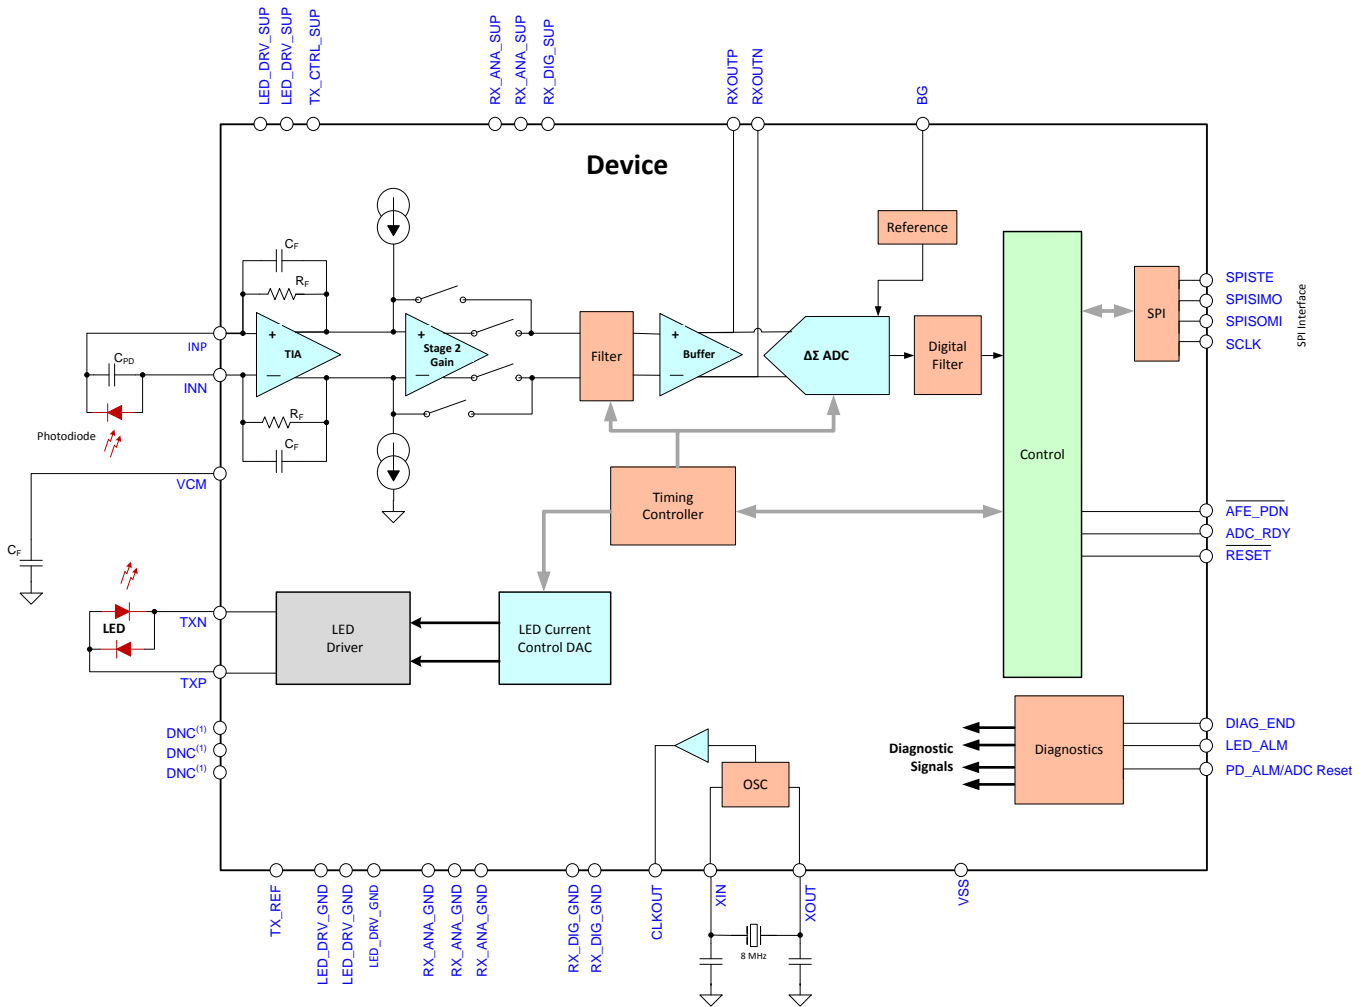 LED_DRV_SUP
LED_DRV_SUP
TX_CTRL_SUP
RX_ANA_SUP
RX_ANA_SUP
RX_DIG_SUP
RXOUTP
RXOUTN
BG
Device
Reference
CF
RF
INP
TIA
Stage 2
Gain
Filter
Buffer
ΔΣ ADC
Digital
Filter
Control
SPI
SPISTE
SPISIMO
SPISOMI
SCLK
SPI Interface
CPD
INN
Photodiode
RF
CF
VCM
CF
Timing
Controller
AFE_PDN
ADC_RDY
RESET
TXN
LED
TXP
LED
Driver
LED Current
Control DAC
DNC(1)
DNC(1)
DNC(1)
Diagnostic
Signals
Diagnostics
DIAG_END
LED_ALM
PD_ALM/ADC Reset
OSC
TX_REF
LED_DRV_GND
LED_DRV_GND
LED_DRV_GND
RX_ANA_GND
RX_ANA_GND
RX_ANA_GND
RX_DIG_GND
RX_DIG_GND
CLKOUT
XIN
XOUT
VSS
8 MHz